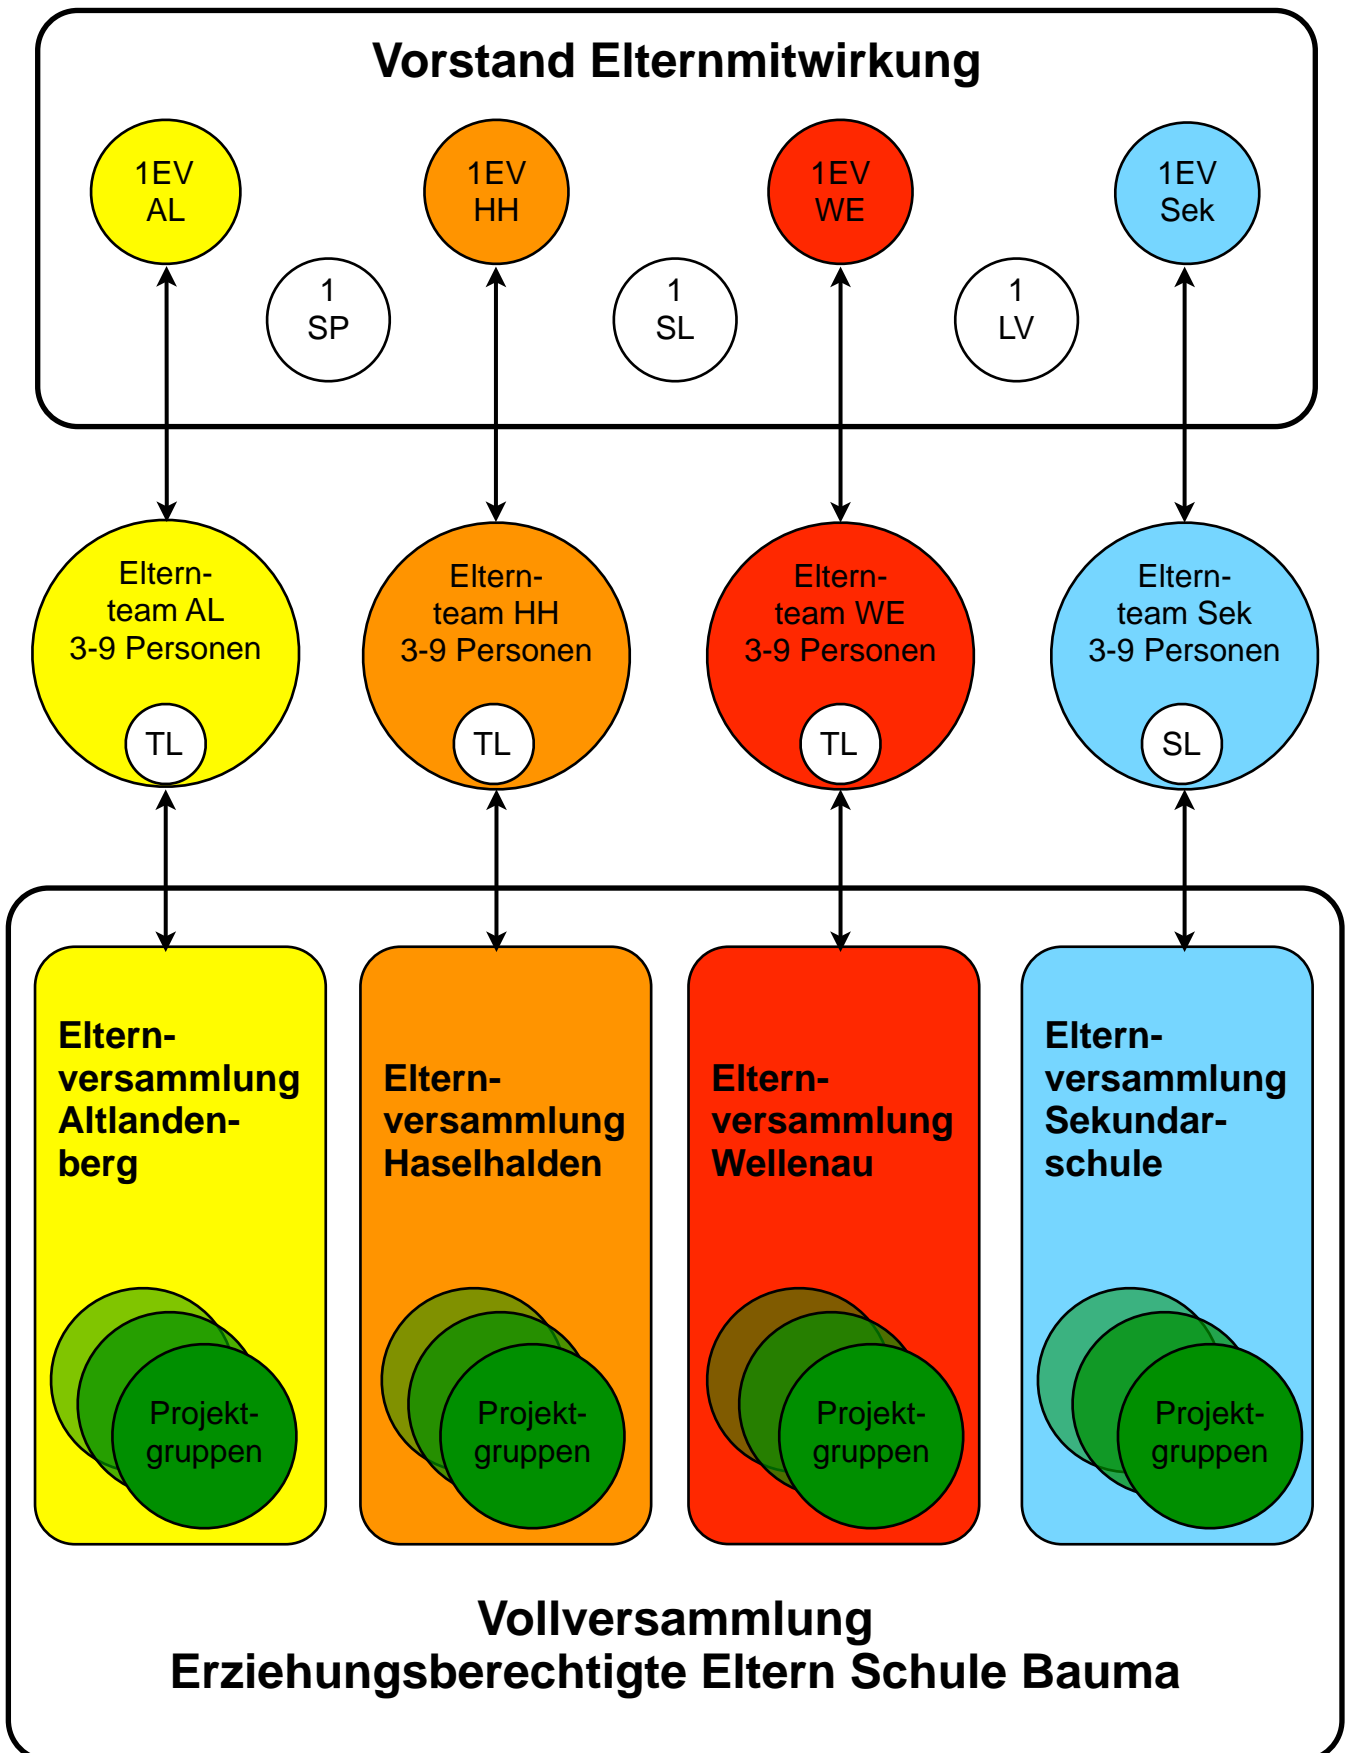 Vorstand Elternmitwirkung
1EV
AL
1EV
HH
1EV
WE
1EV
Sek
1
SP
1
SL
1
LV
Eltern-
team AL
3-9 Personen
TL
Eltern-
team HH
3-9 Personen
TL
Eltern-
team WE
3-9 Personen
TL
Eltern-
team Sek
3-9 Personen
SL
Eltern-
versammlung
Altlanden-
berg
Eltern-
versammlung
Haselhalden
Eltern-
versammlung
Wellenau
Eltern-
versammlung
Sekundar-
schule
Projekt-
gruppen
Projekt-
gruppen
Projekt-
gruppen
Projekt-
gruppen
Vollversammlung
Erziehungsberechtigte Eltern Schule Bauma